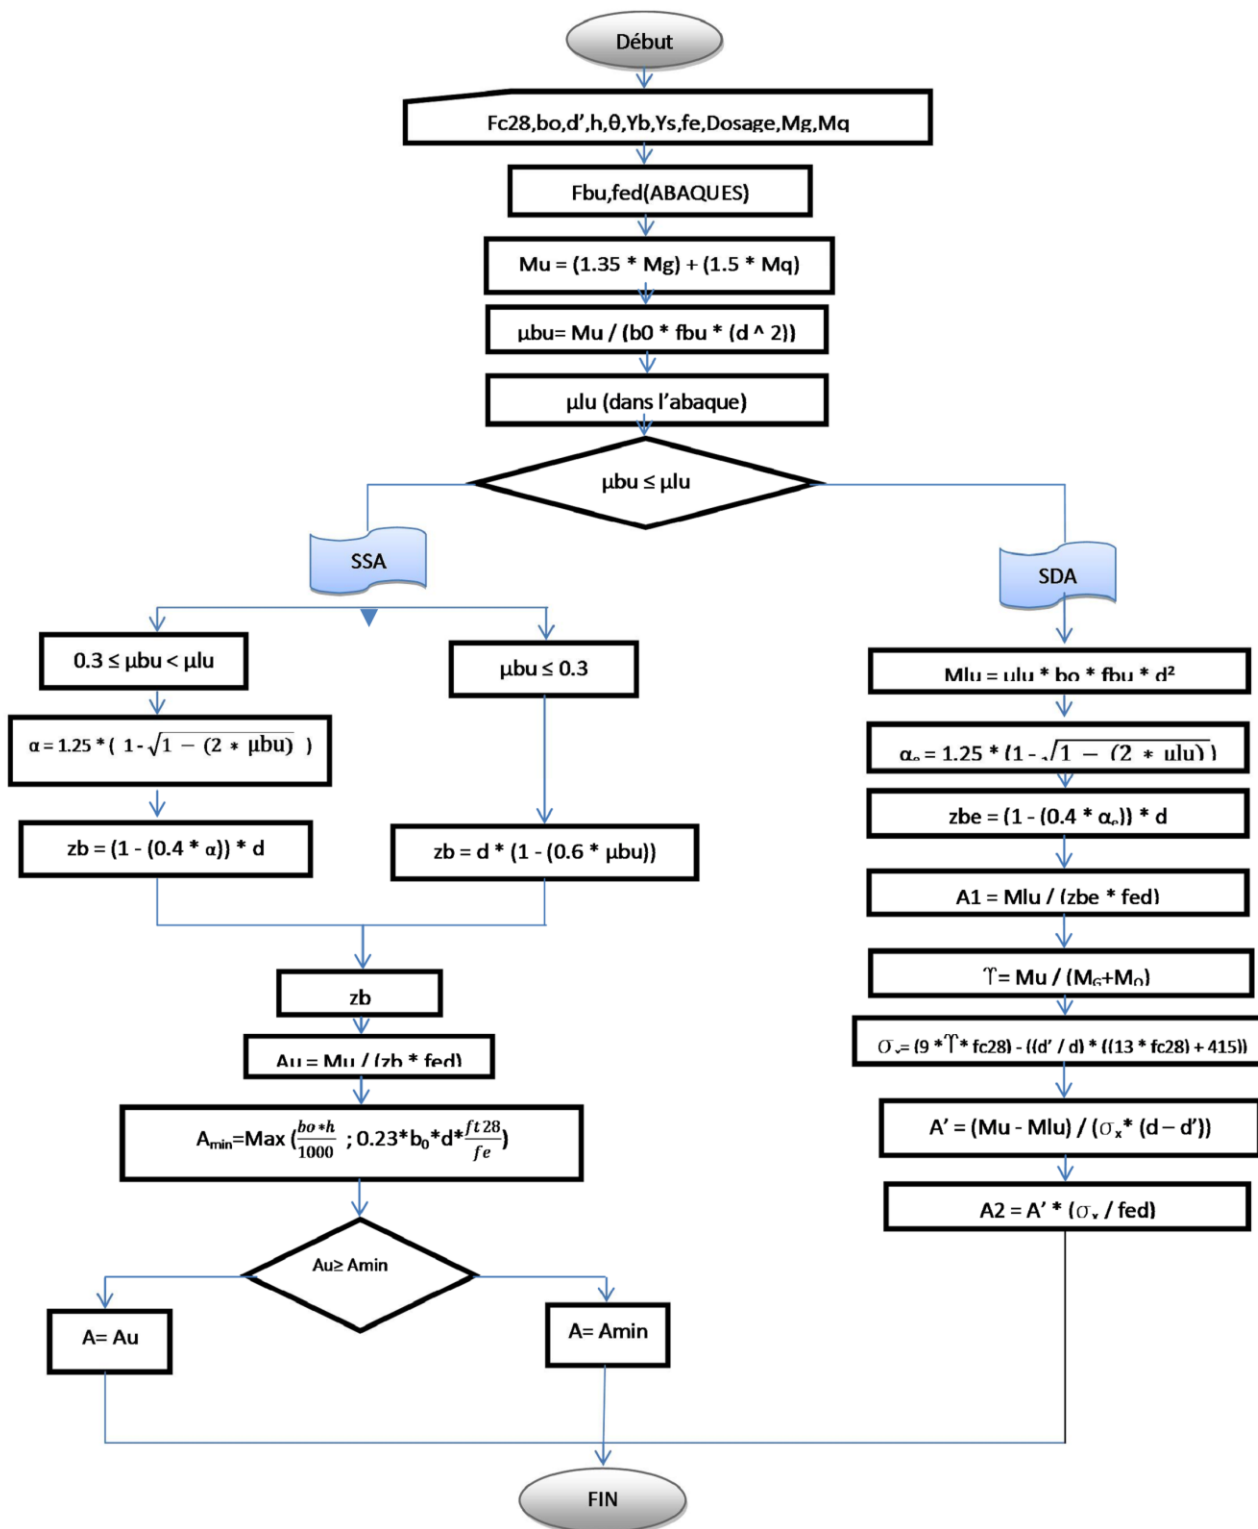 Début
Fc28,bo,d’,h,θ,Yb,Ys,fe,Dosage,Mg,Mq
Fbu,fed(ABAQUES)
Mu = (1.35 * Mg) + (1.5 * Mq)
μbu= Mu / (b0 * fbu * (d ^ 2))
μlu (dans l’abaque)
μbu ≤ μlu
SSA
SDA
0.3 ≤ μbu < μlu
μbu ≤ 0.3
α = 1.25 * ( 1 - √1 − (2 ∗ μbu) )
zb = (1 - (0.4 * α)) * d
zb = d * (1 - (0.6 * μbu))
zb
Au = Mu / (zb * fed)
Amin=Max (bo∗h/1000 ; 0.23*b0*d*ft28/fe)
Au≥ Amin
A= Au
A= Amin
Mlu = μlu * bo * fbu * d²
αe = 1.25 * (1 - √1 − (2 ∗ μlu) )
zbe = (1 - (0.4 * αe)) * d
A1 = Mlu / (zbe * fed)
ϒ= Mu / (MG+MQ)
= (9 * ϒ* fc28) - ((d’ / d) * ((13 * fc28) + 415))
A’ = (Mu - Mlu) / (σx* (d – d’))
A2 = A’ * (σx / fed)
FIN